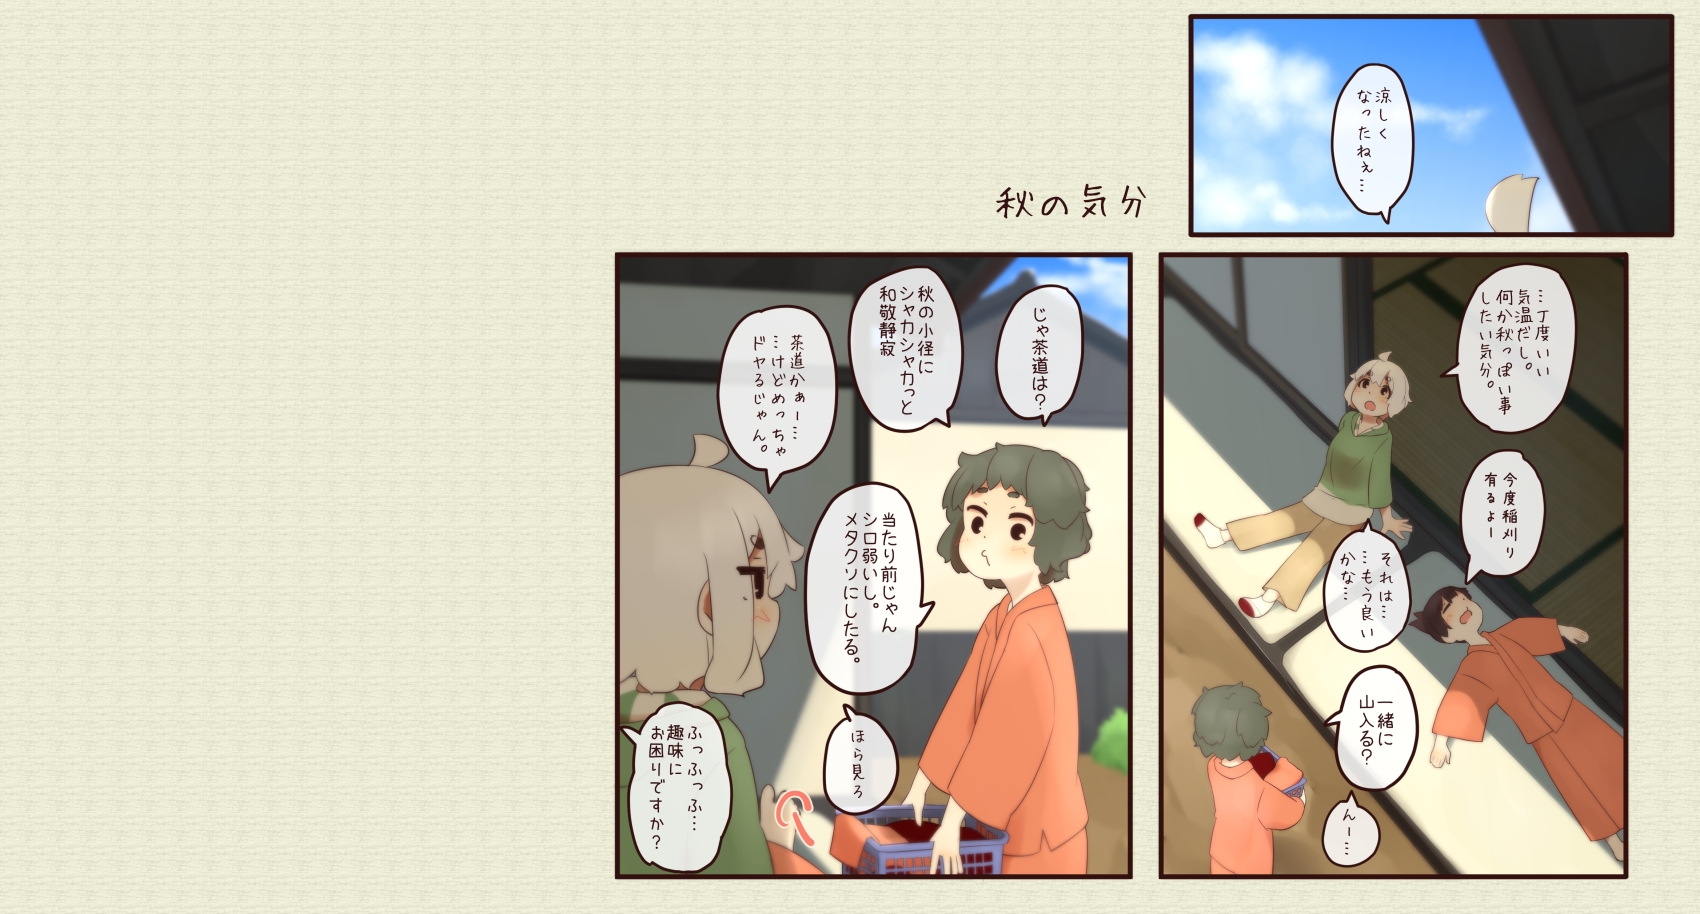 秋の気分
涼しく
なったねぇ…
…丁度いい
気温だし。
何か秋っぽい事
したい気分。
今度稲刈り
有るよー
それは…
…もう良い
かな…
一緒に
山入る?
んー…
じゃ茶道は?
秋の小径に
シャカシャカっと
和敬静寂
茶道かぁー…
…けどめっちゃ
ドヤるじゃん。
当たり前じゃん
シロ弱いし。
メタクソにしたる。
ほら見ろ
ふっふっふ…
趣味に
お困りですか?